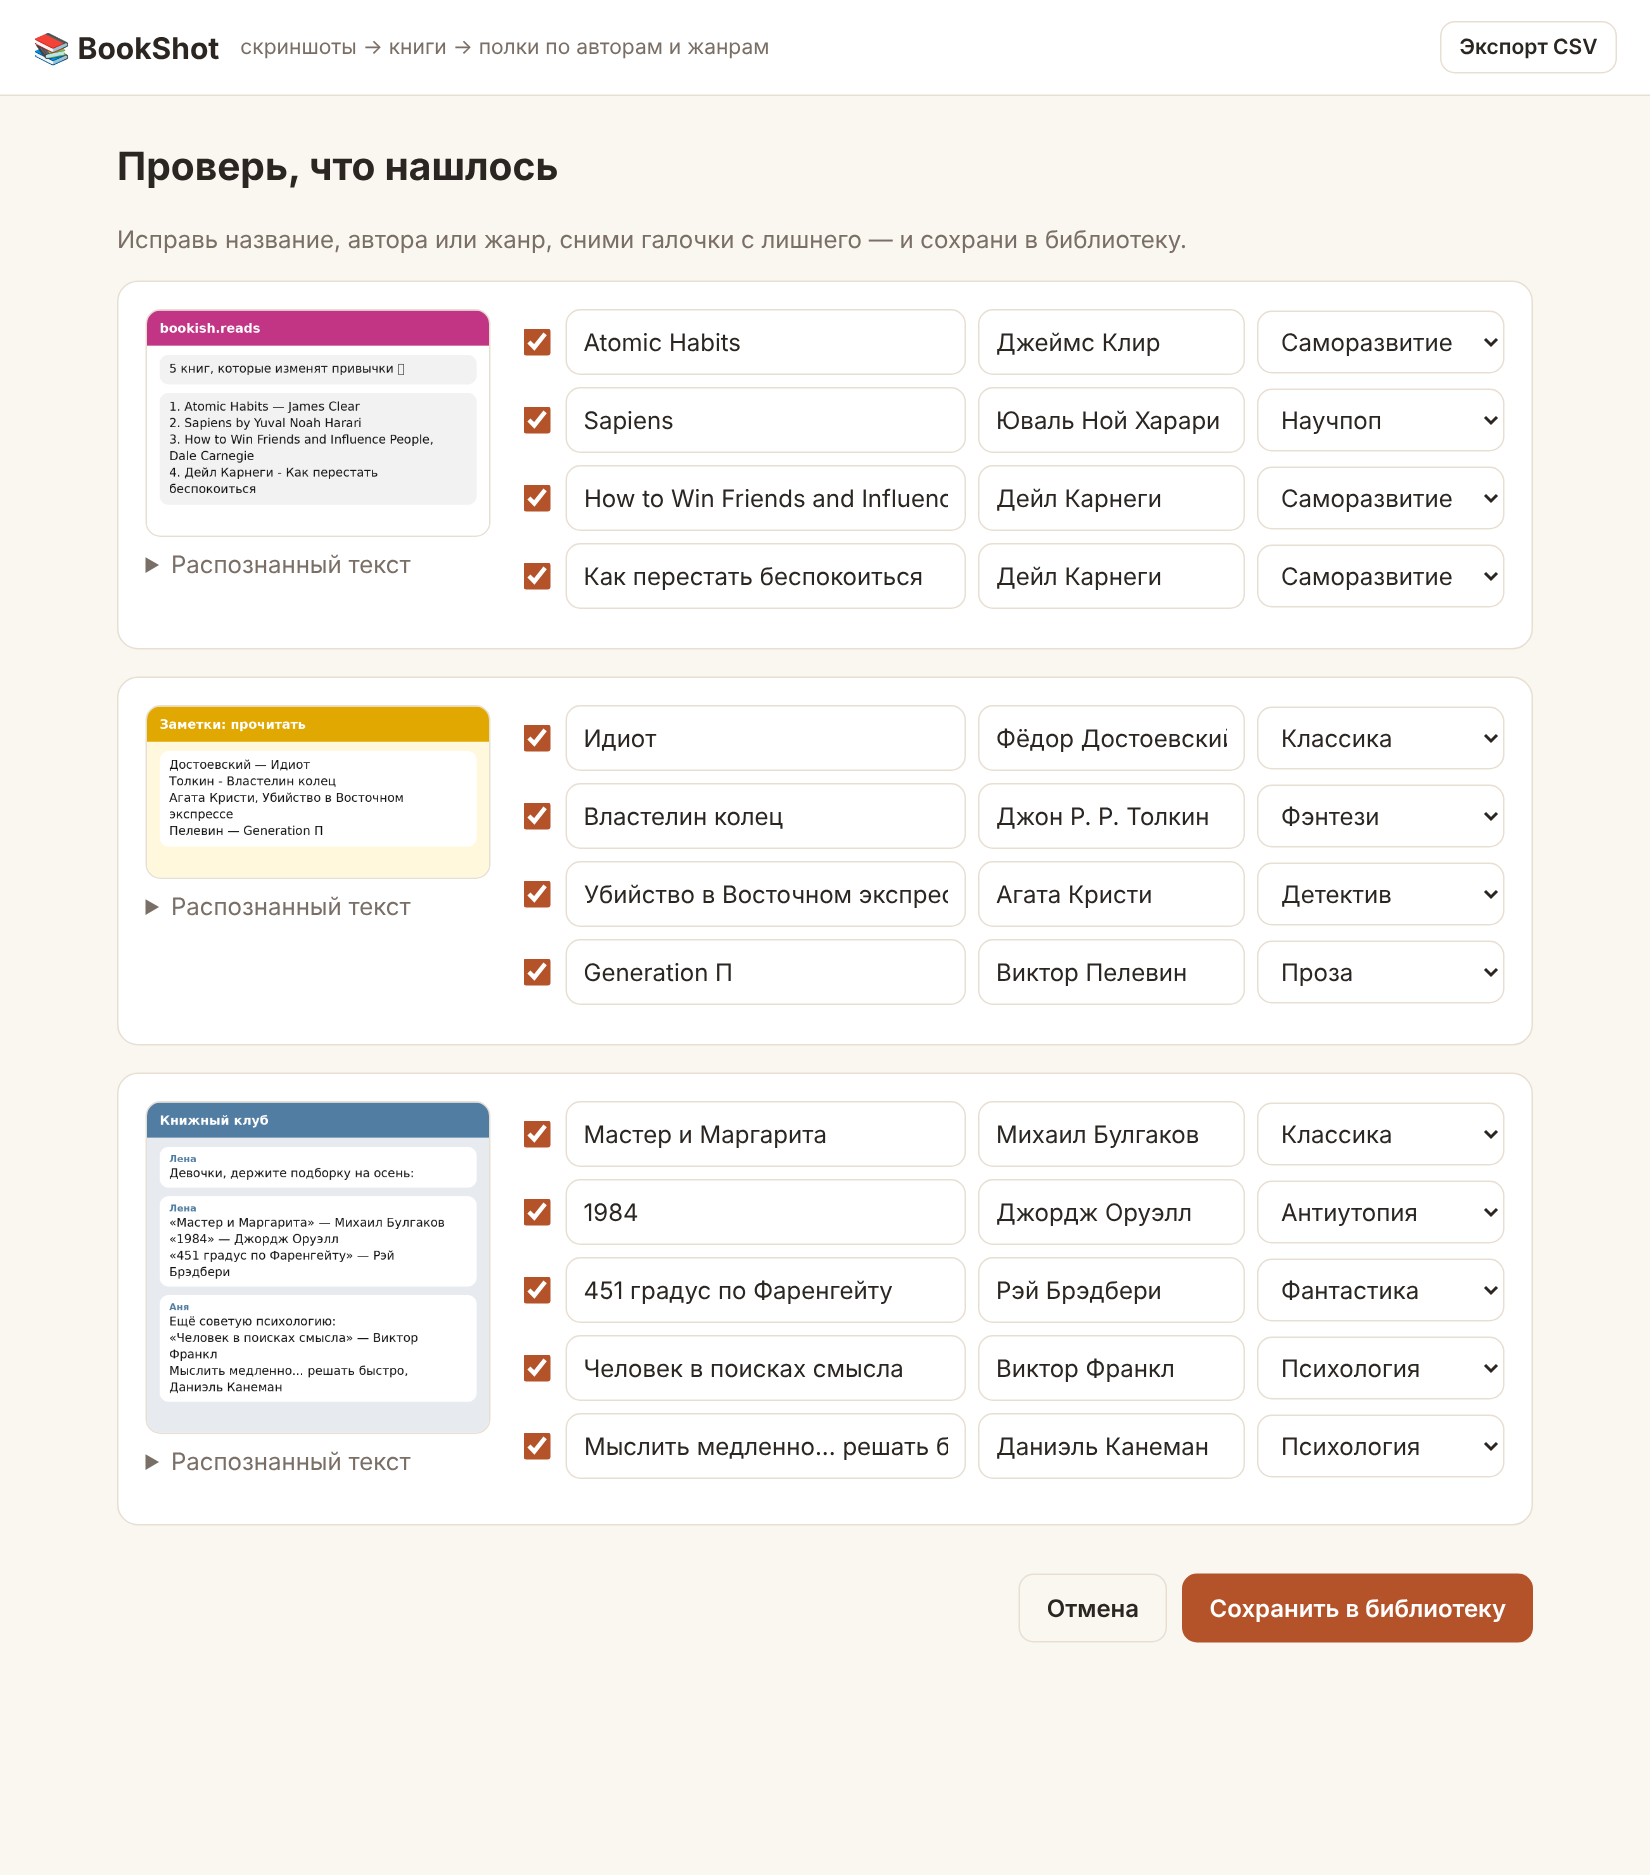 BookShot
скриншоты → книги → полки по авторам и жанрам
Экспорт CSV
Проверь, что нашлось
Исправь название, автора или жанр, сними галочки с лишнего — и сохрани в библиотеку.
bookish.reads
5 книг, которые изменят привычки
1. Atomic Habits — James Clear
2. Sapiens by Yuval Noah Harari
3. How to Win Friends and Influence People,
Dale Carnegie
4. Дейл Карнеги - Как перестать
беспокоиться
Распознанный текст
Atomic Habits
Джеймс Клир
Саморазвитие
Sapiens
Юваль Ной Харари
Научпоп
How to Win Friends and Influenc
Дейл Карнеги
Саморазвитие
Как перестать беспокоиться
Дейл Карнеги
Саморазвитие
Заметки: прочитать
Достоевский — Идиот
Толкин - Властелин колец
Агата Кристи, Убийство в Восточном
экспрессе
Пелевин — Generation П
Распознанный текст
Идиот
Фёдор Достоевский
Классика
Властелин колец
Джон Р. Р. Толкин
Фэнтези
Убийство в Восточном экспрес
Агата Кристи
Детектив
Generation П
Виктор Пелевин
Проза
Книжный клуб
Лена
Девочки, держите подборку на осень:
Лена
«Мастер и Маргарита» — Михаил Булгаков
«1984» — Джордж Оруэлл
«451 градус по Фаренгейту» — Рэй
Брэдбери
Аня
Ещё советую психологию:
«Человек в поисках смысла» — Виктор
Франкл
Мыслить медленно... решать быстро,
Даниэль Канеман
Распознанный текст
Мастер и Маргарита
Михаил Булгаков
Классика
1984
Джордж Оруэлл
Антиутопия
451 градус по Фаренгейту
Рэй Брэдбери
Фантастика
Человек в поисках смысла
Виктор Франкл
Психология
Мыслить медленно... решать б
Даниэль Канеман
Психология
Отмена
Сохранить в библиотеку